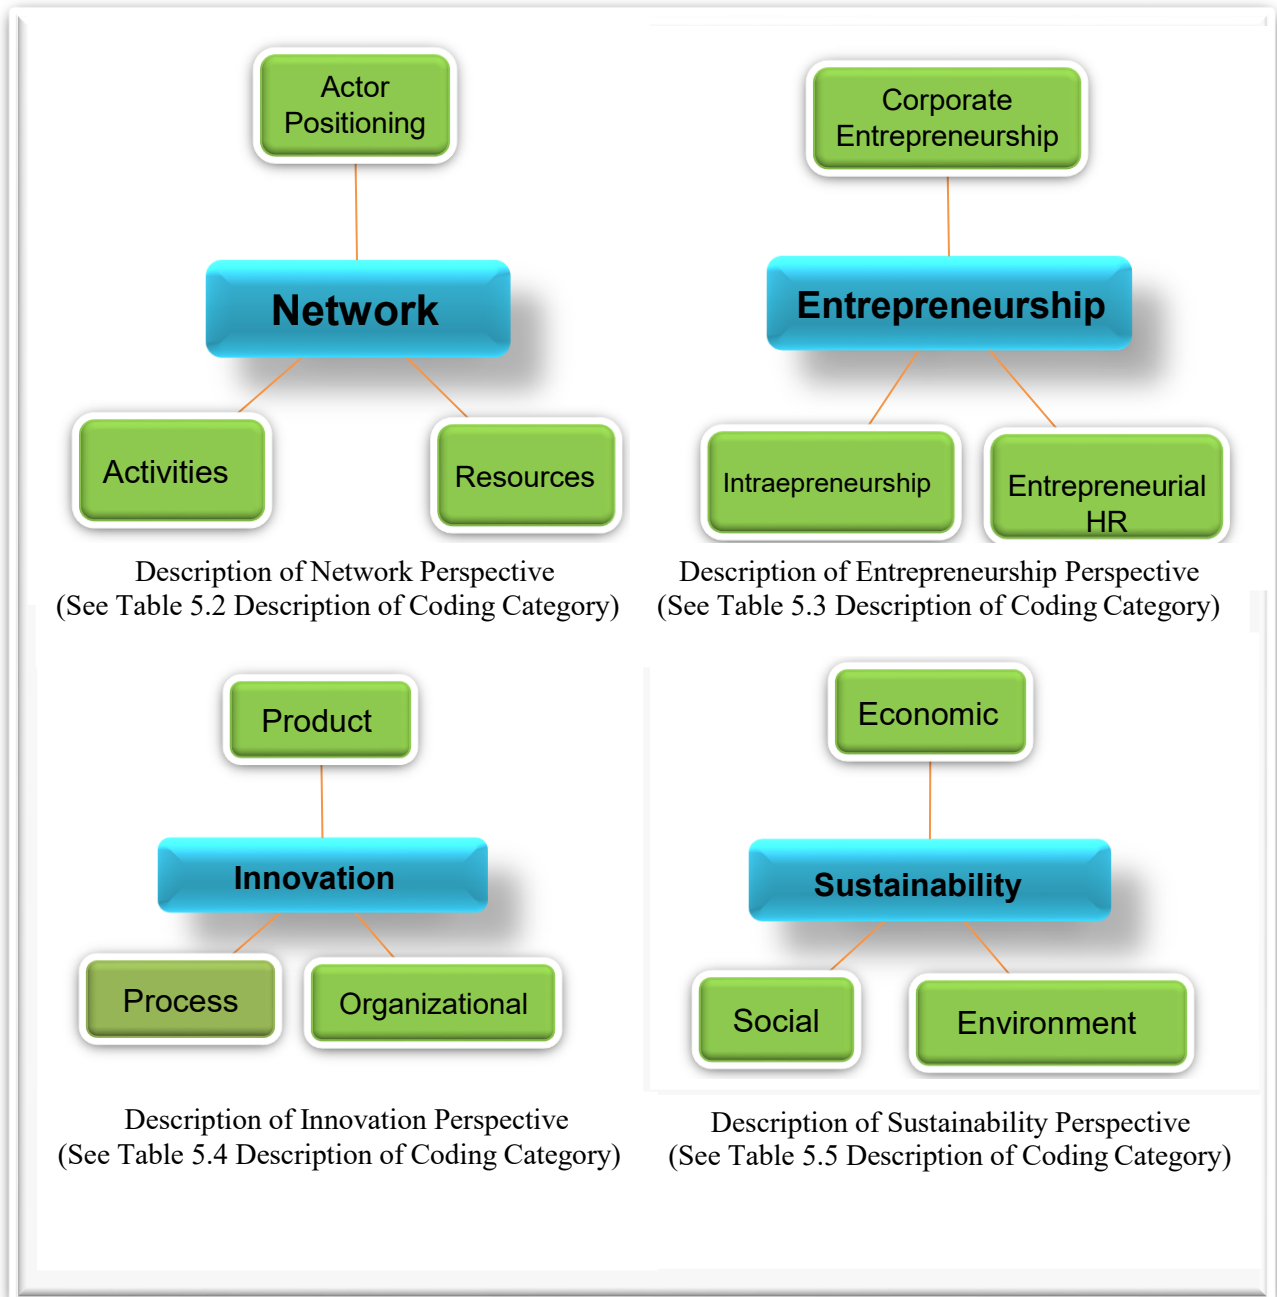 Actor
Positioning
Network
Activities
Resources
Description of Network Perspective
(See Table 5.2 Description of Coding Category)
Corporate
Entrepreneurship
Entrepreneurship
Intraepreneurship
Entrepreneurial
HR
Description of Entrepreneurship Perspective
(See Table 5.3 Description of Coding Category)
Product
Innovation
Process
Organizational
Description of Innovation Perspective
(See Table 5.4 Description of Coding Category)
Economic
Sustainability
Social
Environment
Description of Sustainability Perspective
(See Table 5.5 Description of Coding Category)